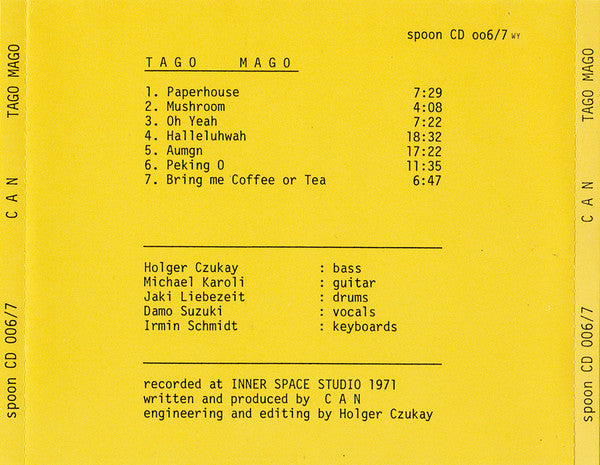 spoon CD oo6/7 WY
TAGO MAGO
1. Paperhouse 7:29
2. Mushroom 4:08
3. Oh Yeah 7:22
4. Halleluhwah 18:32
5. Aumgn 17:22
6. Peking O 11:35
7. Bring me Coffee or Tea 6:47
Holger Czukay : bass
Michael Karoli : guitar
Jaki Liebezeit : drums
Damo Suzuki : vocals
Irmin Schmidt : keyboards
recorded at INNER SPACE STUDIO 1971
written and produced by C A N
engineering and editing by Holger Czukay
spoon CD 006/7 C A N TAGO MAGO
spoon CD 006/7 C A N TAGO MAGO